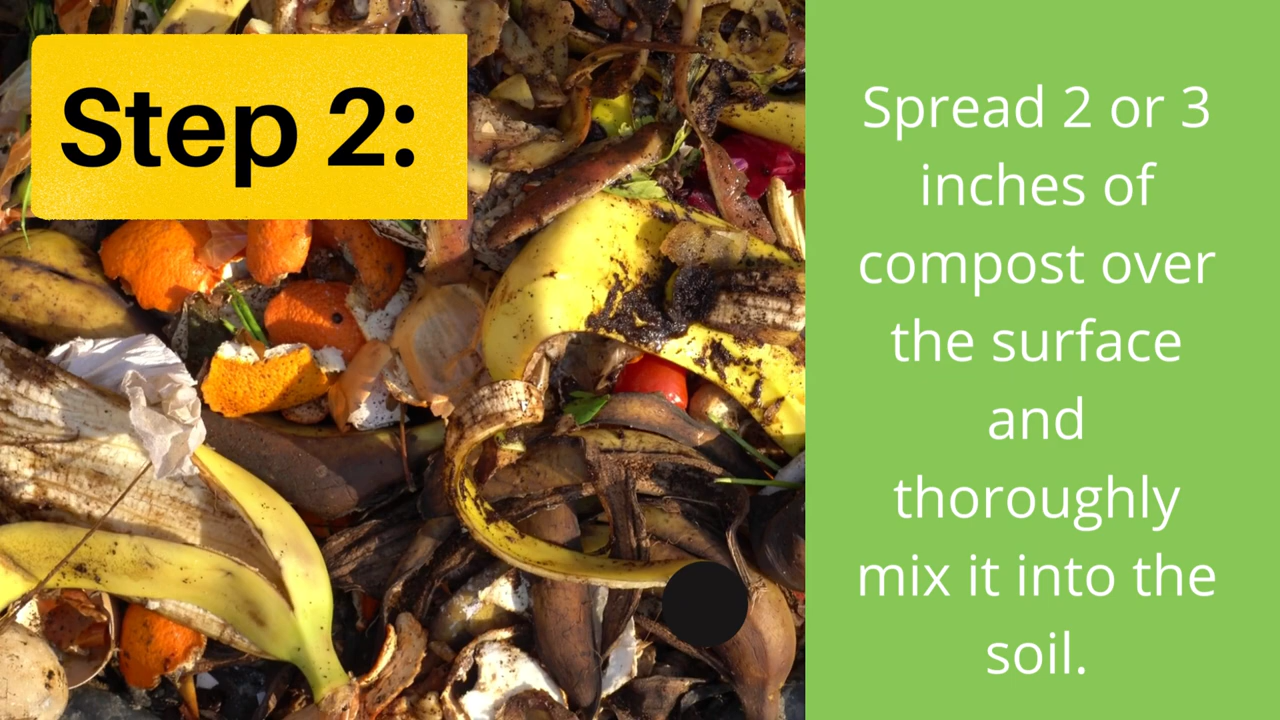 Step 2:
Spread 2 or 3
inches of
compost over
the surface
and
thoroughly
mix it into the
soil.